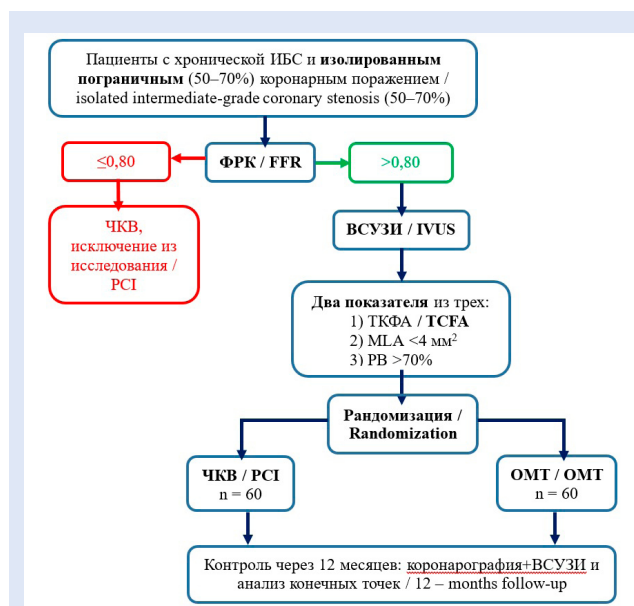 Пациенты с хронической ИБС и изолированным
пограничным (50–70%) коронарным поражением /
isolated intermediate-grade coronary stenosis (50–70%)
≤0,80
ФРК / FFR
>0,80
ЧКВ,
исключение из
исследования /
PCI
ВСУЗИ / IVUS
Два показателя из трех:
1) ТКФА / TCFA
2) MLA <4 мм²
3) PB >70%
Рандомизация /
Randomization
ЧКВ / PCI
n = 60
ОМТ / ОМТ
n = 60
Контроль через 12 месяцев: коронарография+ВСУЗИ и
анализ конечных точек / 12 – months follow-up